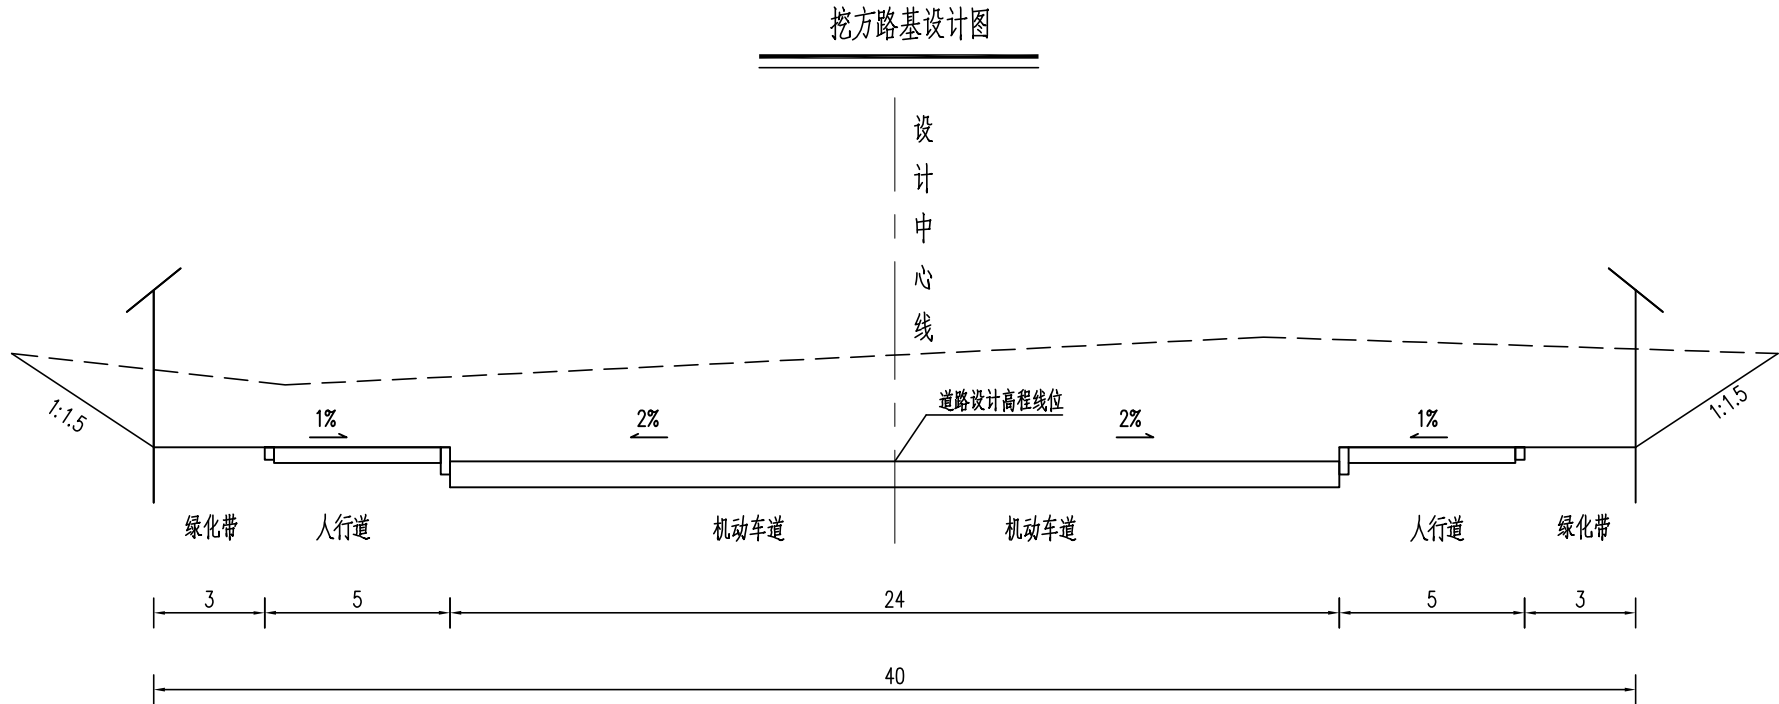 挖方路基设计图
设计中心线
道路设计高程线位
1:1.5
1%
2%
2%
1%
1:1.5
绿化带
人行道
机动车道
机动车道
人行道
绿化带
3
5
24
5
3
40